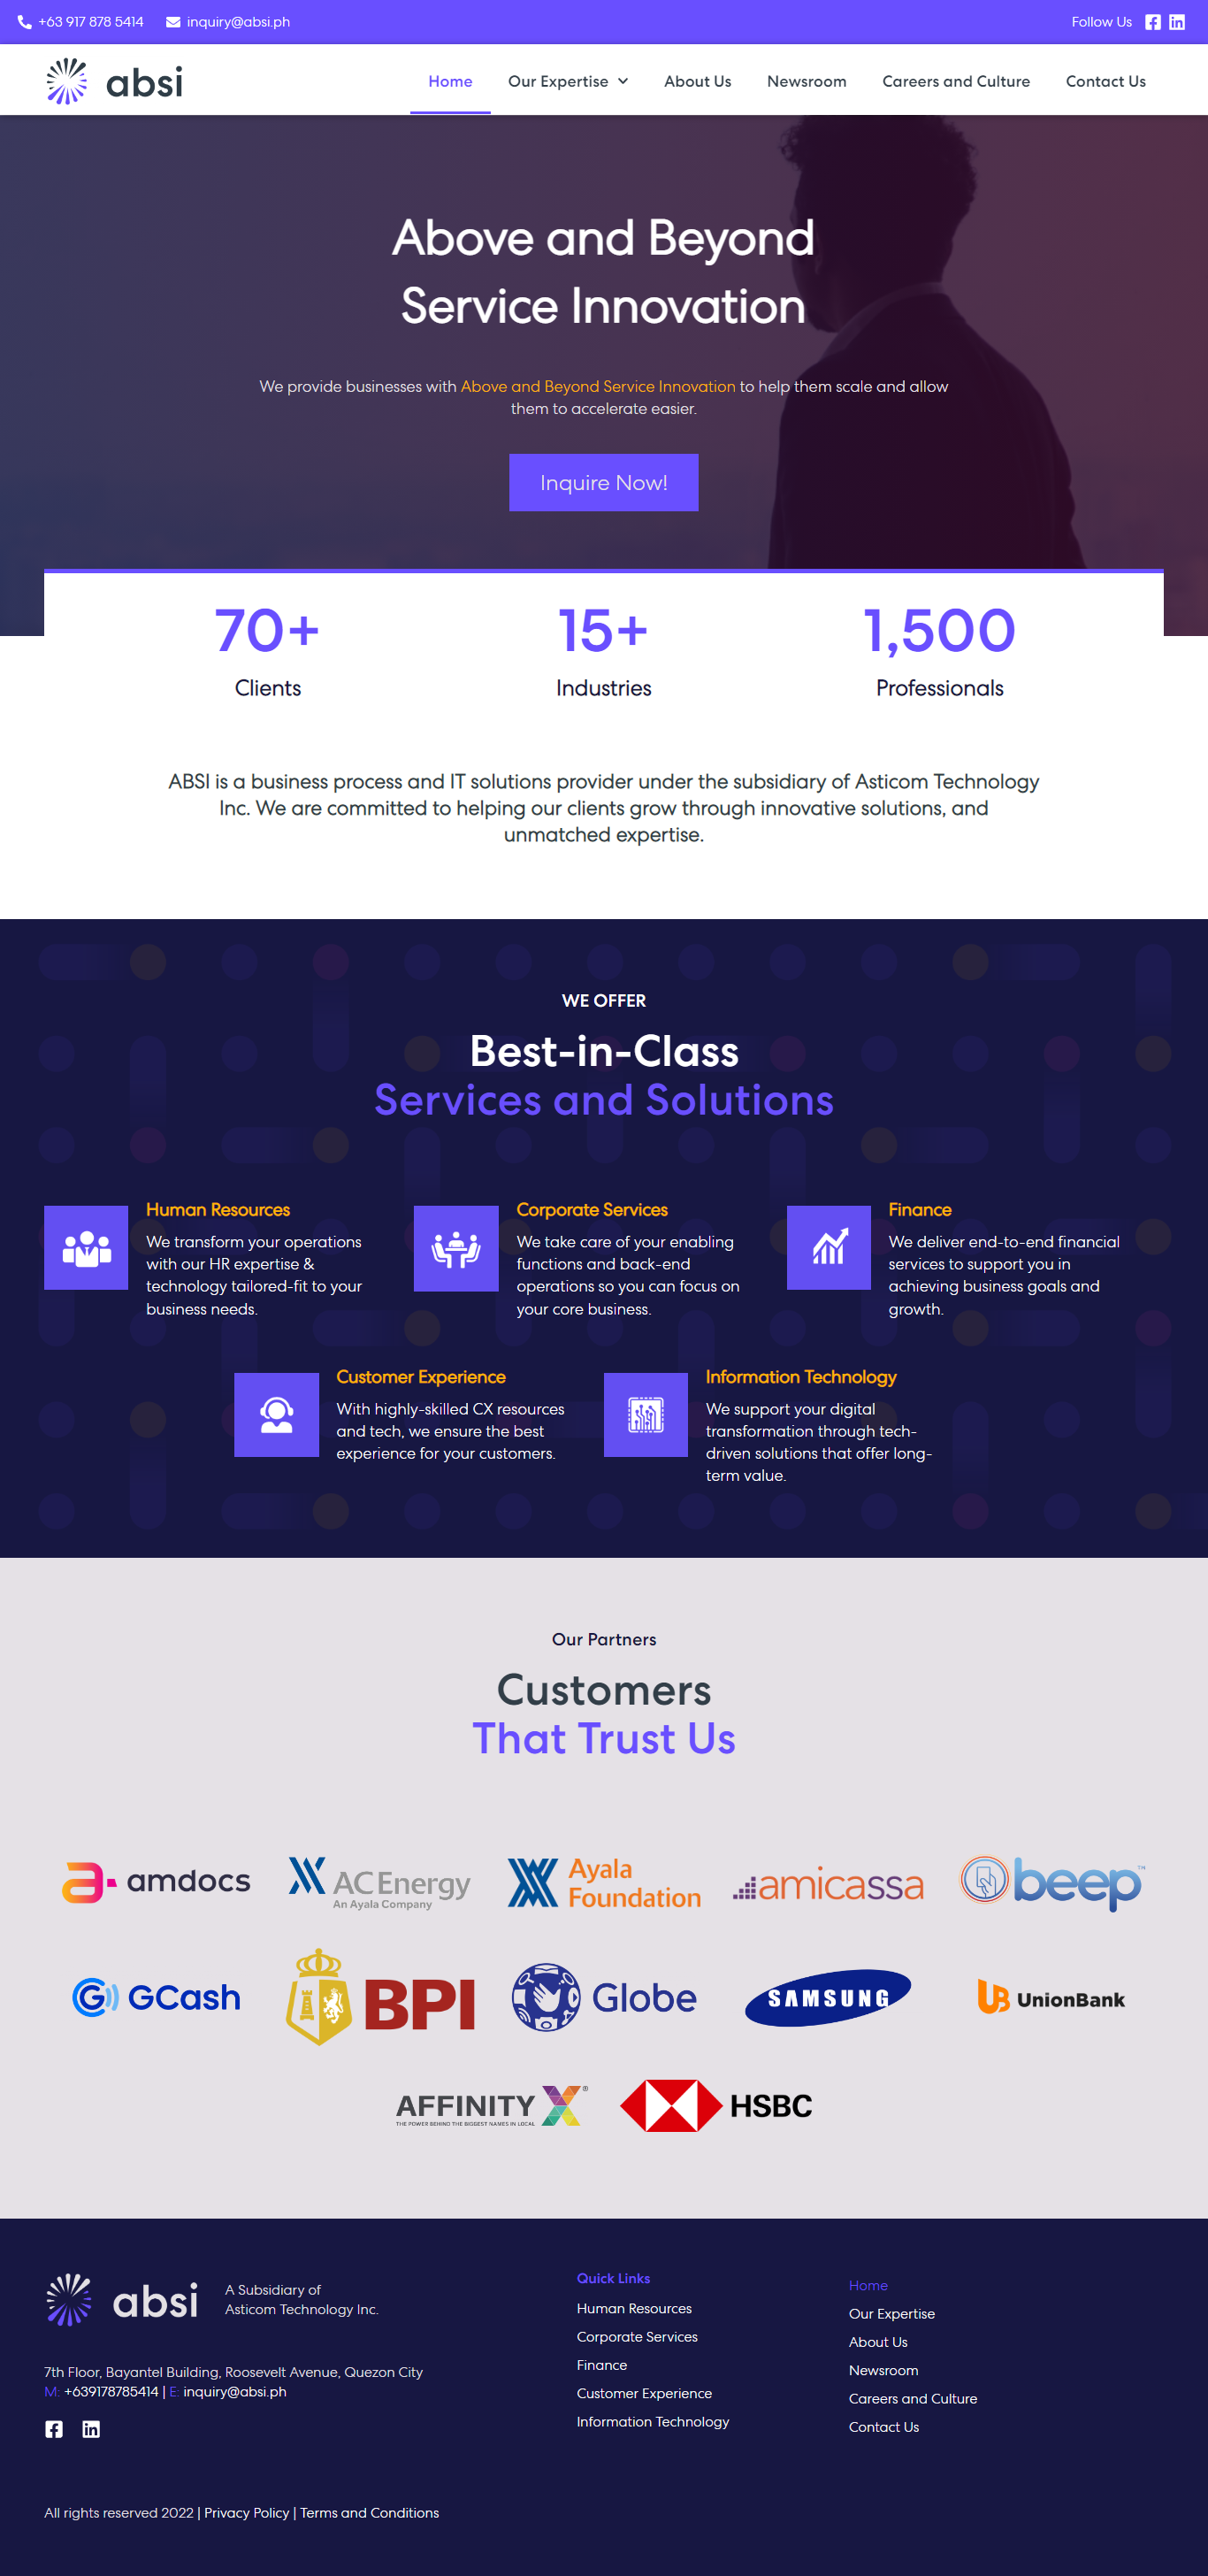 +63 917 878 5414 inquiry@absi.ph Follow Us
absi Home Our Expertise About Us Newsroom Careers and Culture Contact Us
Above and Beyond
Service Innovation
We provide businesses with Above and Beyond Service Innovation to help them scale and allow
them to accelerate easier.
Inquire Now!
70+ 15+ 1,500
Clients Industries Professionals
ABSI is a business process and IT solutions provider under the subsidiary of Asticom Technology
Inc. We are committed to helping our clients grow through innovative solutions, and
unmatched expertise.
WE OFFER
Best-in-Class
Services and Solutions
Human Resources
We transform your operations
with our HR expertise &
technology tailored-fit to your
business needs.
Corporate Services
We take care of your enabling
functions and back-end
operations so you can focus on
your core business.
Finance
We deliver end-to-end financial
services to support you in
achieving business goals and
growth.
Customer Experience
With highly-skilled CX resources
and tech, we ensure the best
experience for your customers.
Information Technology
We support your digital
transformation through tech-
driven solutions that offer long-
term value.
Our Partners
Customers
That Trust Us
amdocs
AC Energy
An Ayala Company
Ayala
Foundation
amicassa
beep™
GCash
BPI
Globe
SAMSUNG
UB UnionBank
AFFINITY X®
THE POWER BEHIND THE BIGGEST NAMES IN LOCAL
HSBC
absi
A Subsidiary of
Asticom Technology Inc.
7th Floor, Bayantel Building, Roosevelt Avenue, Quezon City
M: +639178785414 | E: inquiry@absi.ph
Quick Links
Human Resources
Corporate Services
Finance
Customer Experience
Information Technology
Home
Our Expertise
About Us
Newsroom
Careers and Culture
Contact Us
All rights reserved 2022 | Privacy Policy | Terms and Conditions